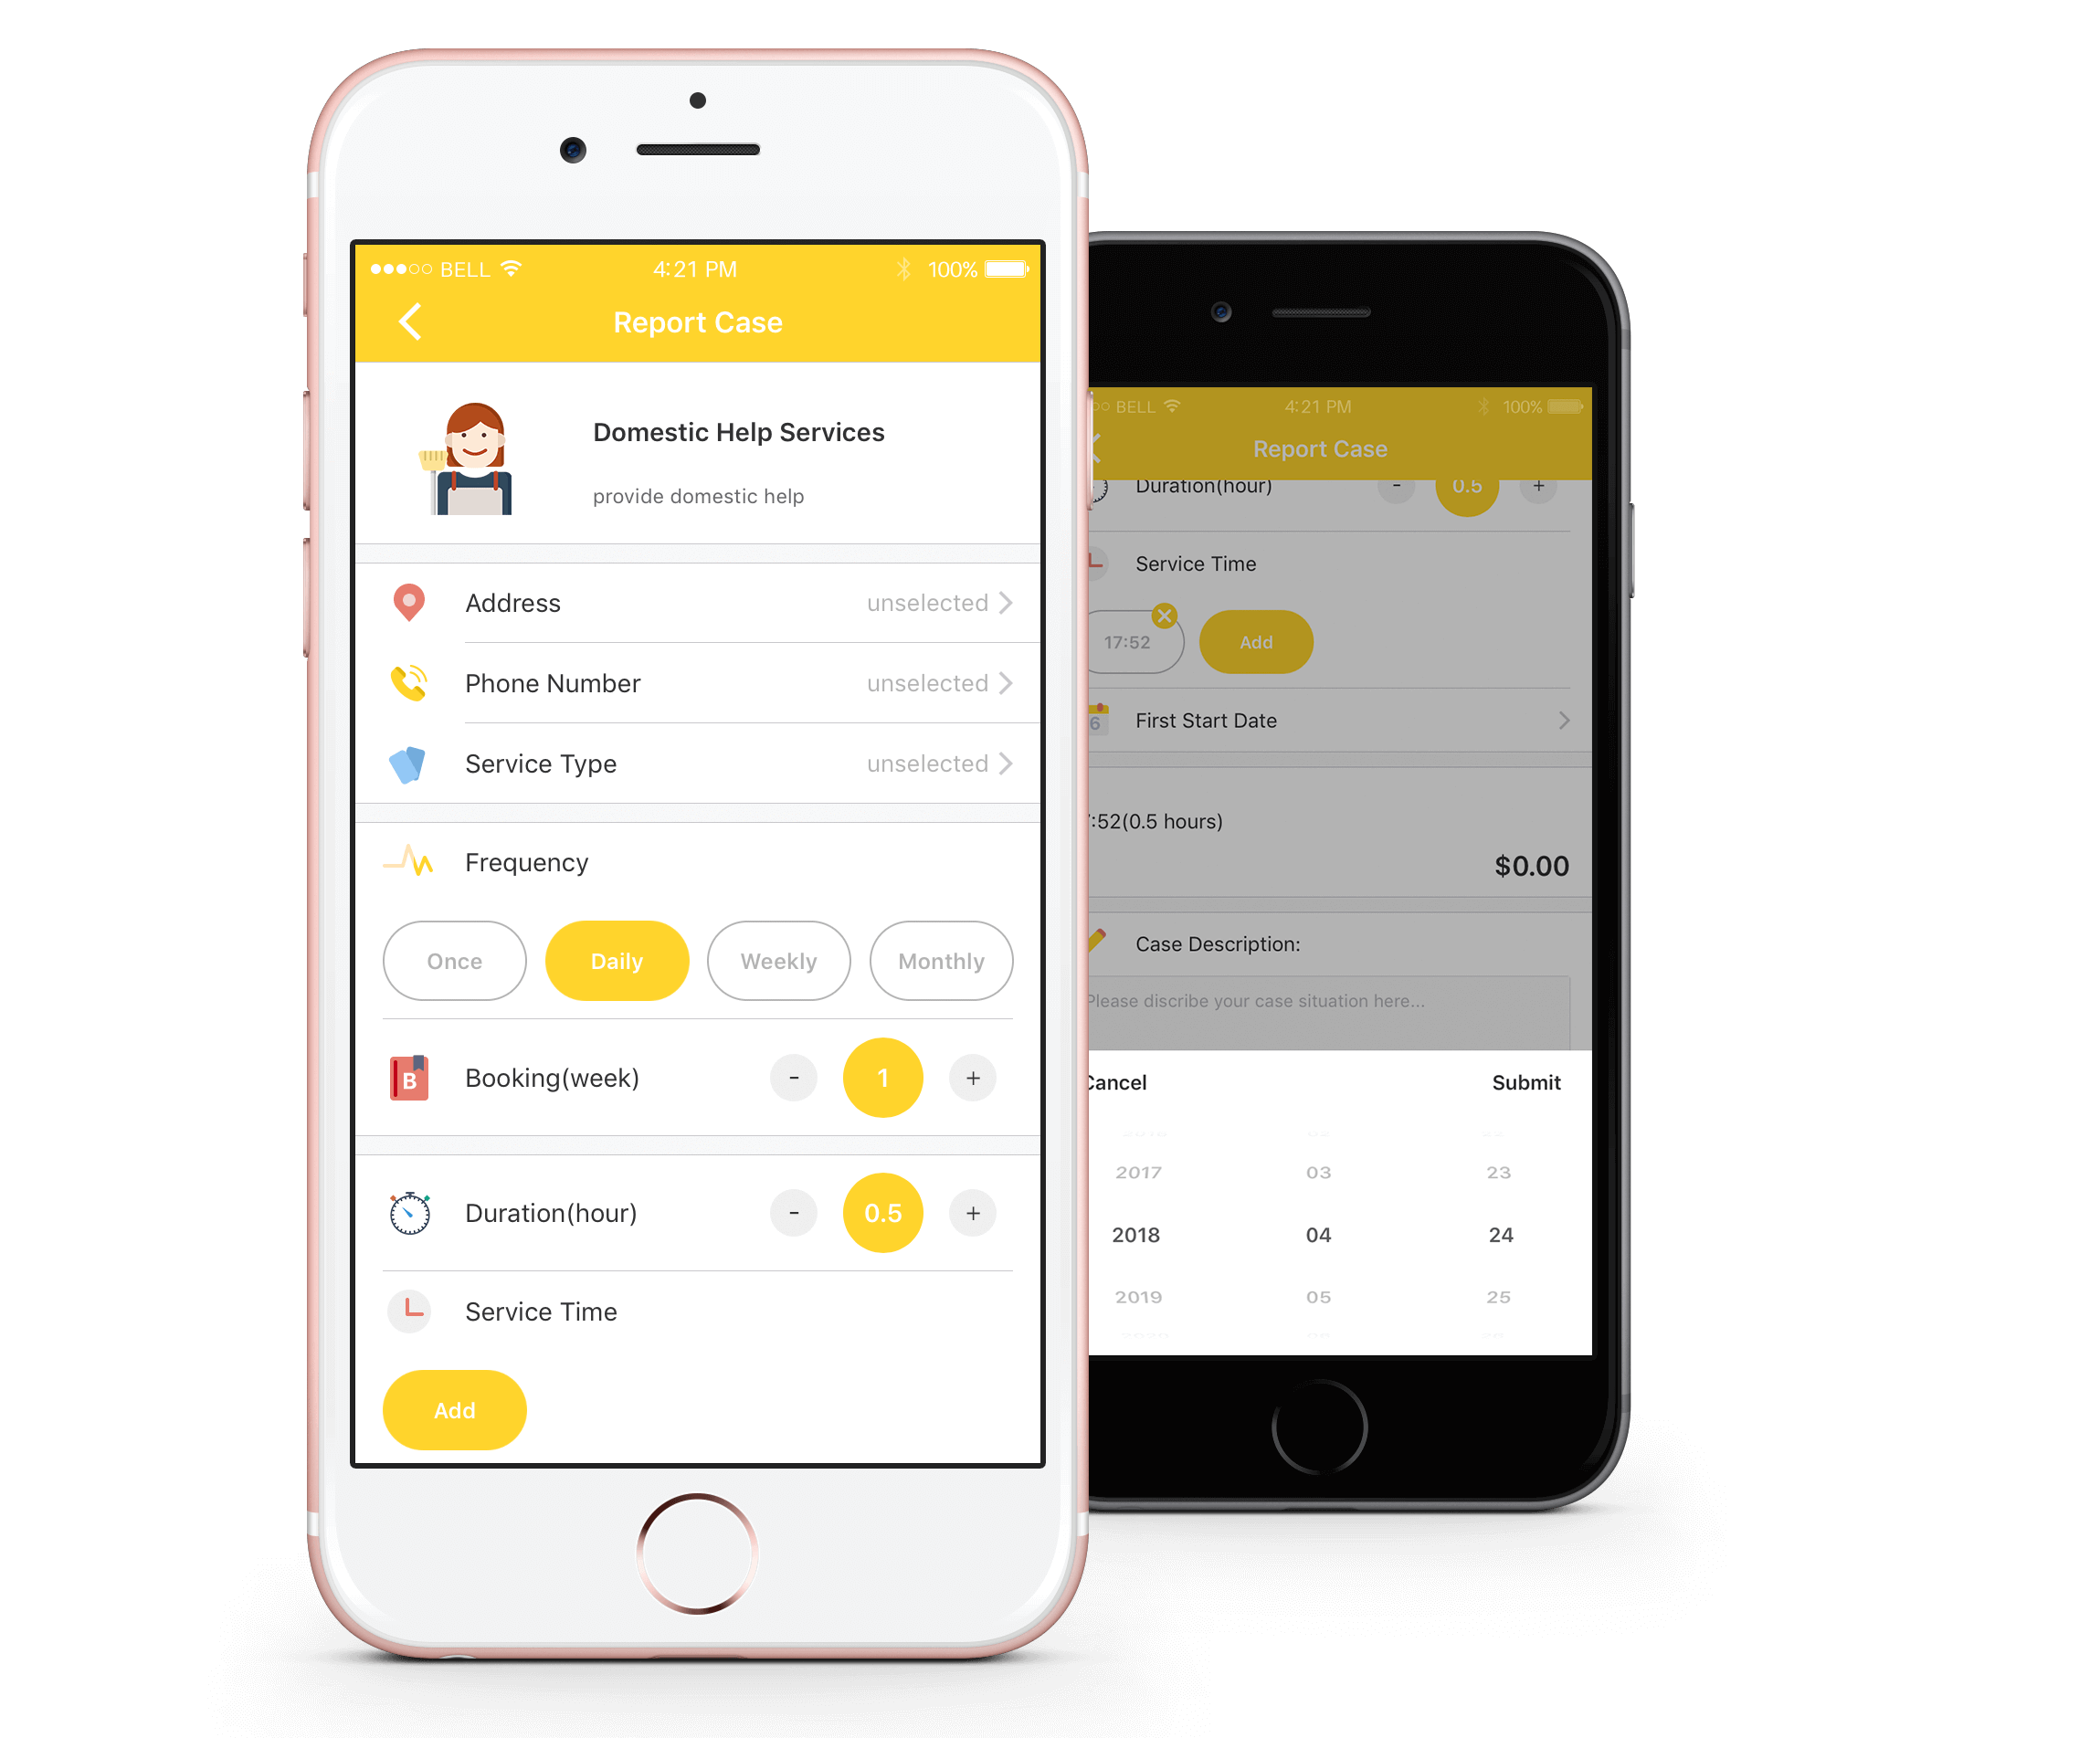 BELL 4:21 PM 100%
Report Case
Domestic Help Services
provide domestic help
Address unselected
Phone Number unselected
Service Type unselected
Frequency
Once Daily Weekly Monthly
B Booking(week) - 1 +
Duration(hour) - 0.5 +
Service Time
Add
BELL 4:21 PM 100%
Report Case
Duration(hour) - 0.5 +
Service Time
17:52 Add
6 First Start Date
7:52(0.5 hours)
$0.00
Case Description:
Please discribe your case situation here...
Cancel Submit
2017 03 23
2018 04 24
2019 05 25